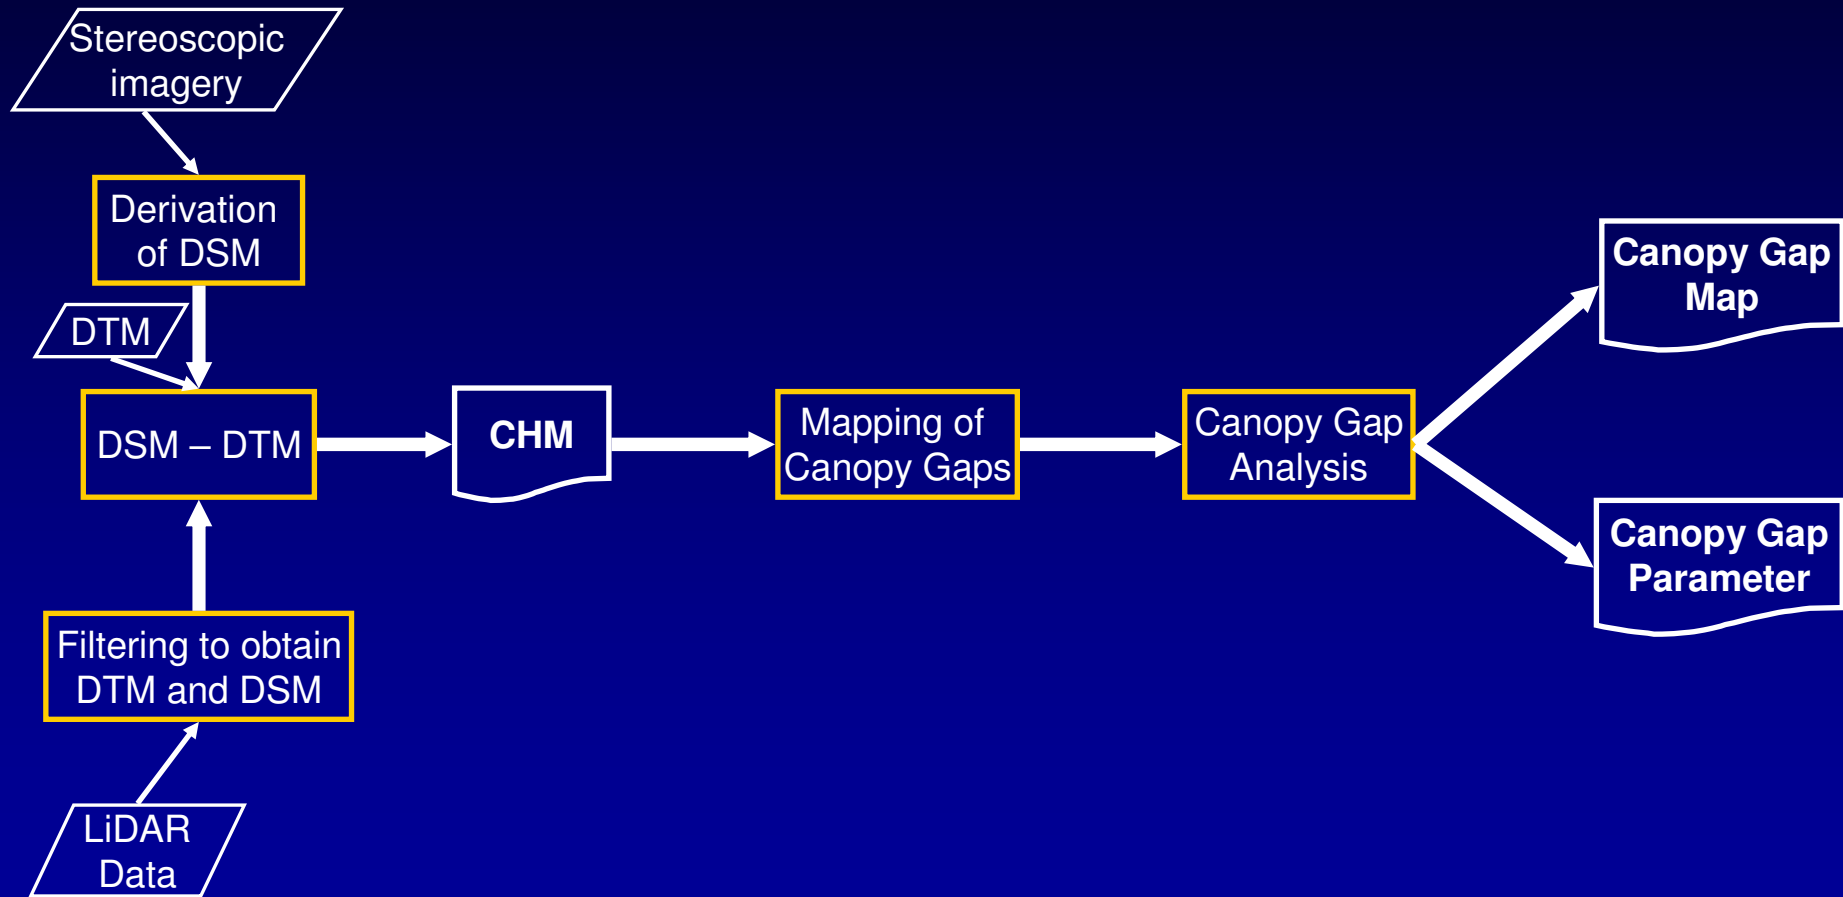 Stereoscopic
imagery
Derivation
of DSM
DTM
DSM – DTM
CHM
Mapping of
Canopy Gaps
Canopy Gap
Analysis
Canopy Gap
Map
Canopy Gap
Parameter
Filtering to obtain
DTM and DSM
LiDAR
Data